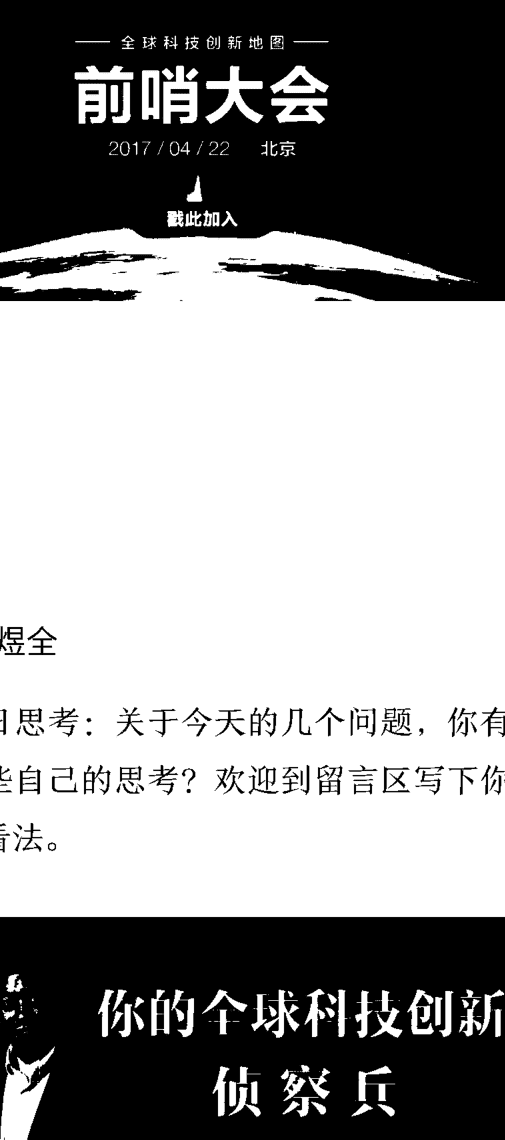 全球科技创新地图
前哨大会
2017 / 04 / 22 北京
戳此加入
煜全
日思考：关于今天的几个问题，你有
些自己的思考？欢迎到留言区写下你
看法。
你的全球科技创新
侦察兵